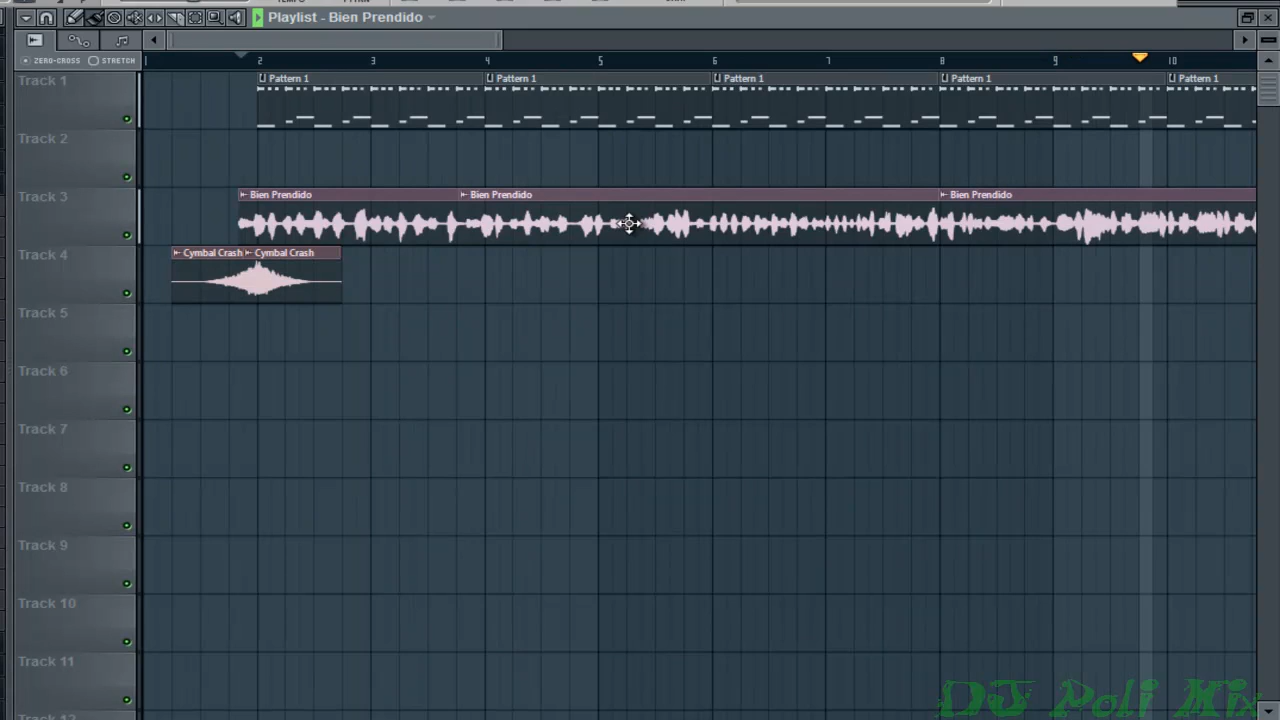 Playlist - Bien Prendido
ZERO-CROSS STRETCH
1 2 3 4 5 6 7 8 9 10
Track 1
Pattern 1 Pattern 1 Pattern 1 Pattern 1 Pattern 1
Track 2
Track 3
Bien Prendido Bien Prendido Bien Prendido
Track 4
Cymbal Crash Cymbal Crash
Track 5
Track 6
Track 7
Track 8
Track 9
Track 10
Track 11
DJ Poli Mix